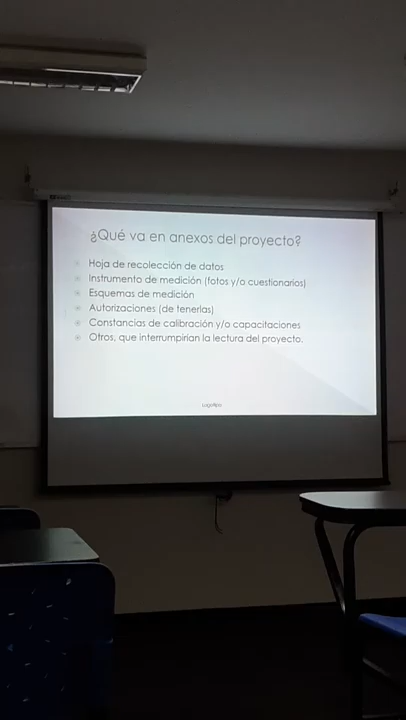 ¿Qué va en anexos del proyecto?
Hoja de recolección de datos
Instrumento de medición (fotos y/o cuestionarios)
Esquemas de medición
Autorizaciones (de tenerlas)
Constancias de calibración y/o capacitaciones
Otros, que interrumpirían la lectura del proyecto.
Logotipo